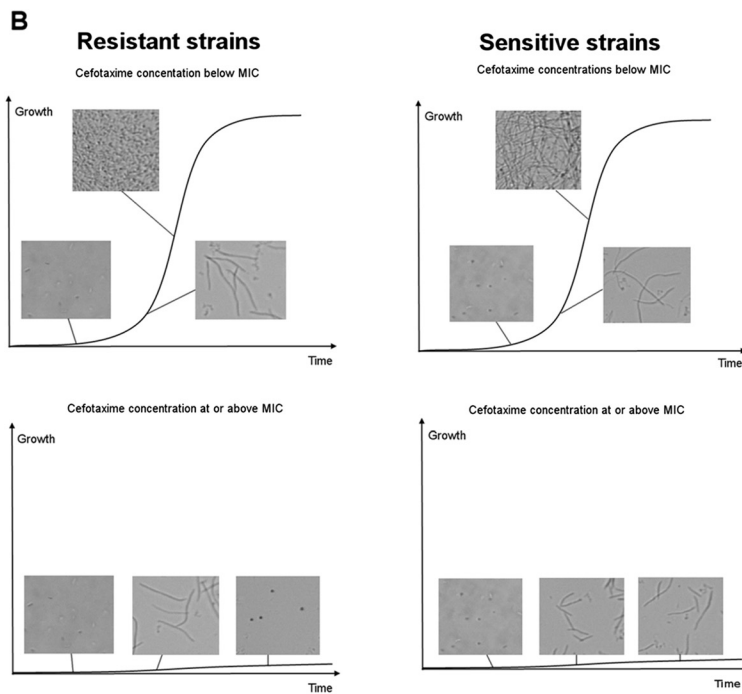 B
Resistant strains
Cefotaxime concentation below MIC
Growth
Time
Sensitive strains
Cefotaxime concentrations below MIC
Growth
Time
Cefotaxime concentration at or above MIC
Growth
Time
Cefotaxime concentration at or above MIC
Growth
Time